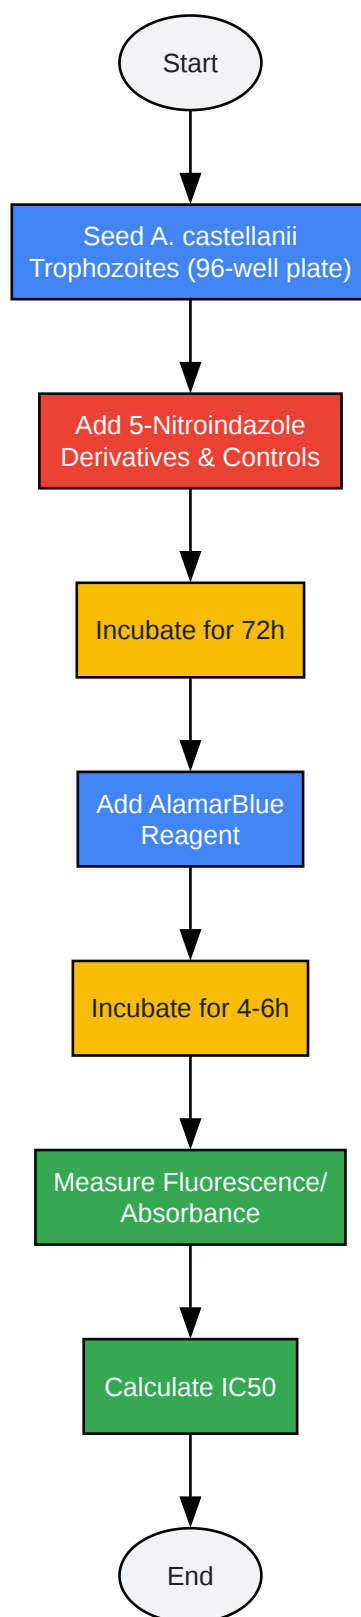 Start
Seed A. castellanii
Trophozoites (96-well plate)
Add 5-Nitroindazole
Derivatives & Controls
Incubate for 72h
Add AlamarBlue
Reagent
Incubate for 4-6h
Measure Fluorescence/
Absorbance
Calculate IC50
End